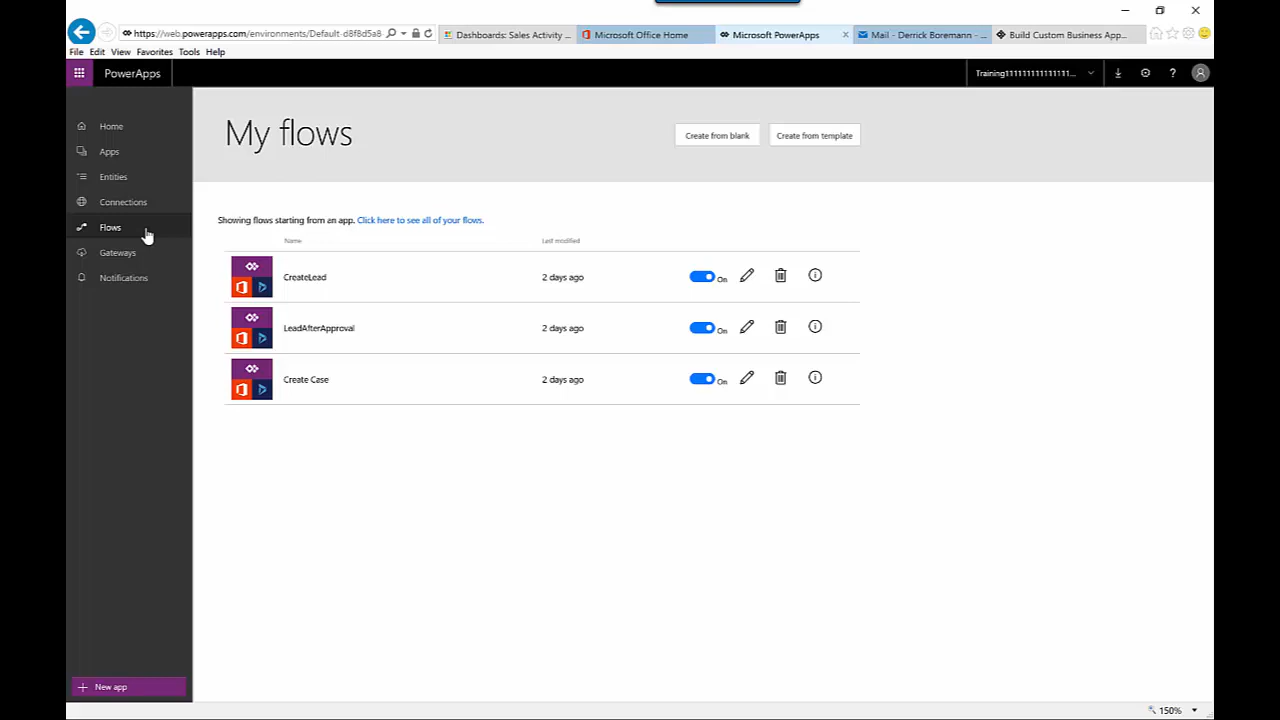 https://web.powerapps.com/environments/Default-d8f8d5a8
Dashboards: Sales Activity ...
Microsoft Office Home
Microsoft PowerApps
x
Mail - Derrick Boremann - ...
Build Custom Business App...
File Edit View Favorites Tools Help
PowerApps
Training111111111111111...
?
Home
Apps
Entities
Connections
Flows
Gateways
Notifications
My flows
Create from blank
Create from template
Showing flows starting from an app. Click here to see all of your flows.
Name
Last modified
CreateLead
2 days ago
On
LeadAfterApproval
2 days ago
On
Create Case
2 days ago
On
New app
150%